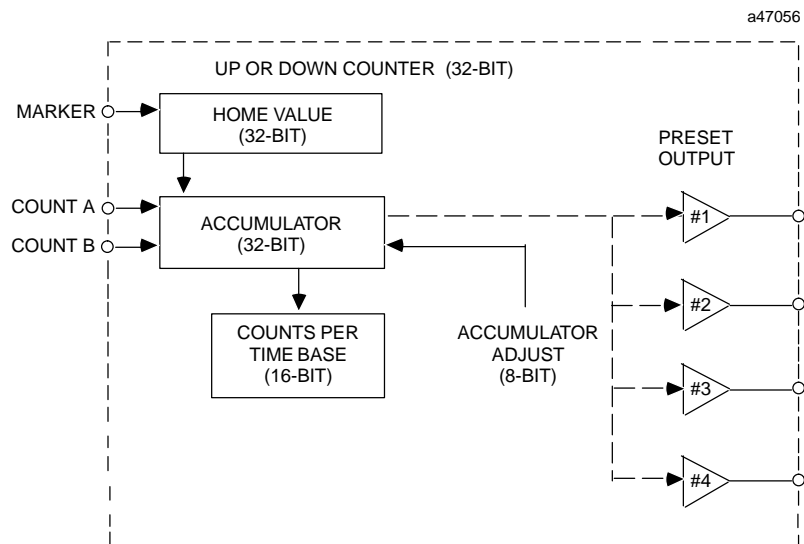 a47056
UP OR DOWN COUNTER (32-BIT)
MARKER
HOME VALUE
(32-BIT)
PRESET
OUTPUT
COUNT A
COUNT B
ACCUMULATOR
(32-BIT)
#1
#2
COUNTS PER
TIME BASE
(16-BIT)
ACCUMULATOR
ADJUST
(8-BIT)
#3
#4